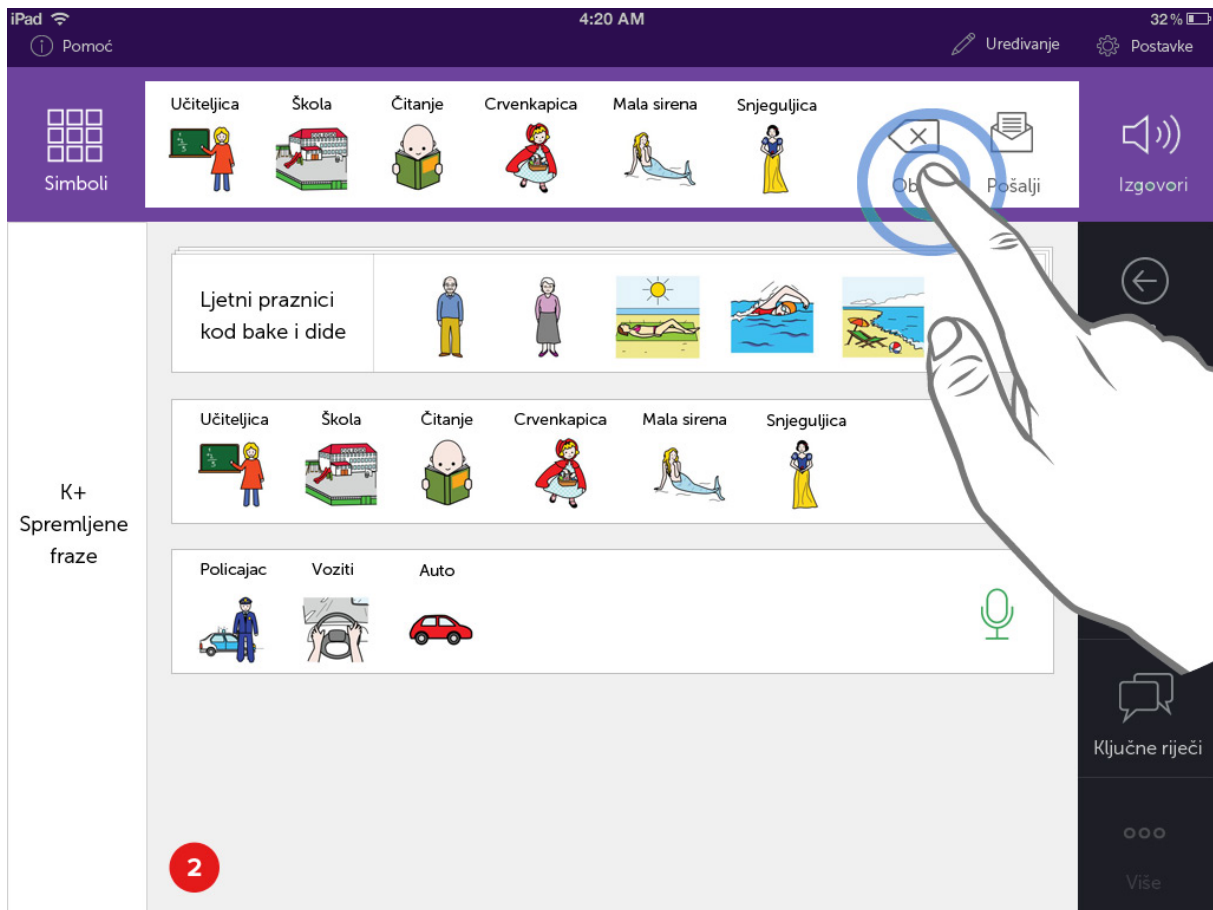 iPad 4:20 AM 32 %
Pomoć Uređivanje Postavke
Učiteljica Škola Čitanje Crvenkapica Mala sirena Snjeguljica
COLEGIO
Simboli Pošalji Izgovori
Ljetni praznici
kod bake i dide
Učiteljica Škola Čitanje Crvenkapica Mala sirena Snjeguljica
COLEGIO
K+
Spremljene
fraze
Policajac Voziti Auto
Ključne riječi
2
Više